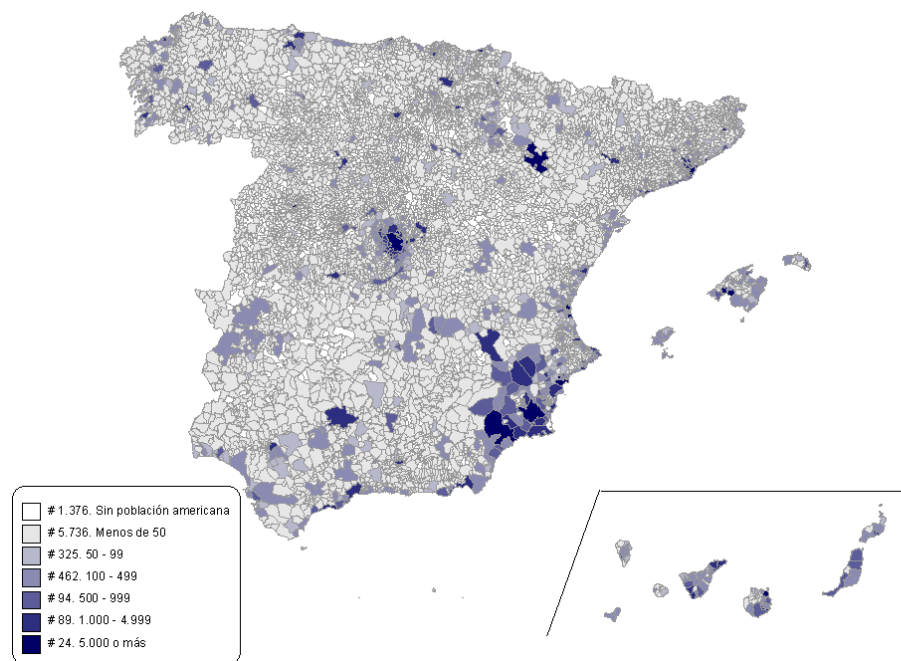 # 1.376. Sin población americana
# 5.736. Menos de 50
# 325. 50 - 99
# 462. 100 - 499
# 94. 500 - 999
# 89. 1.000 - 4.999
# 24. 5.000 o más